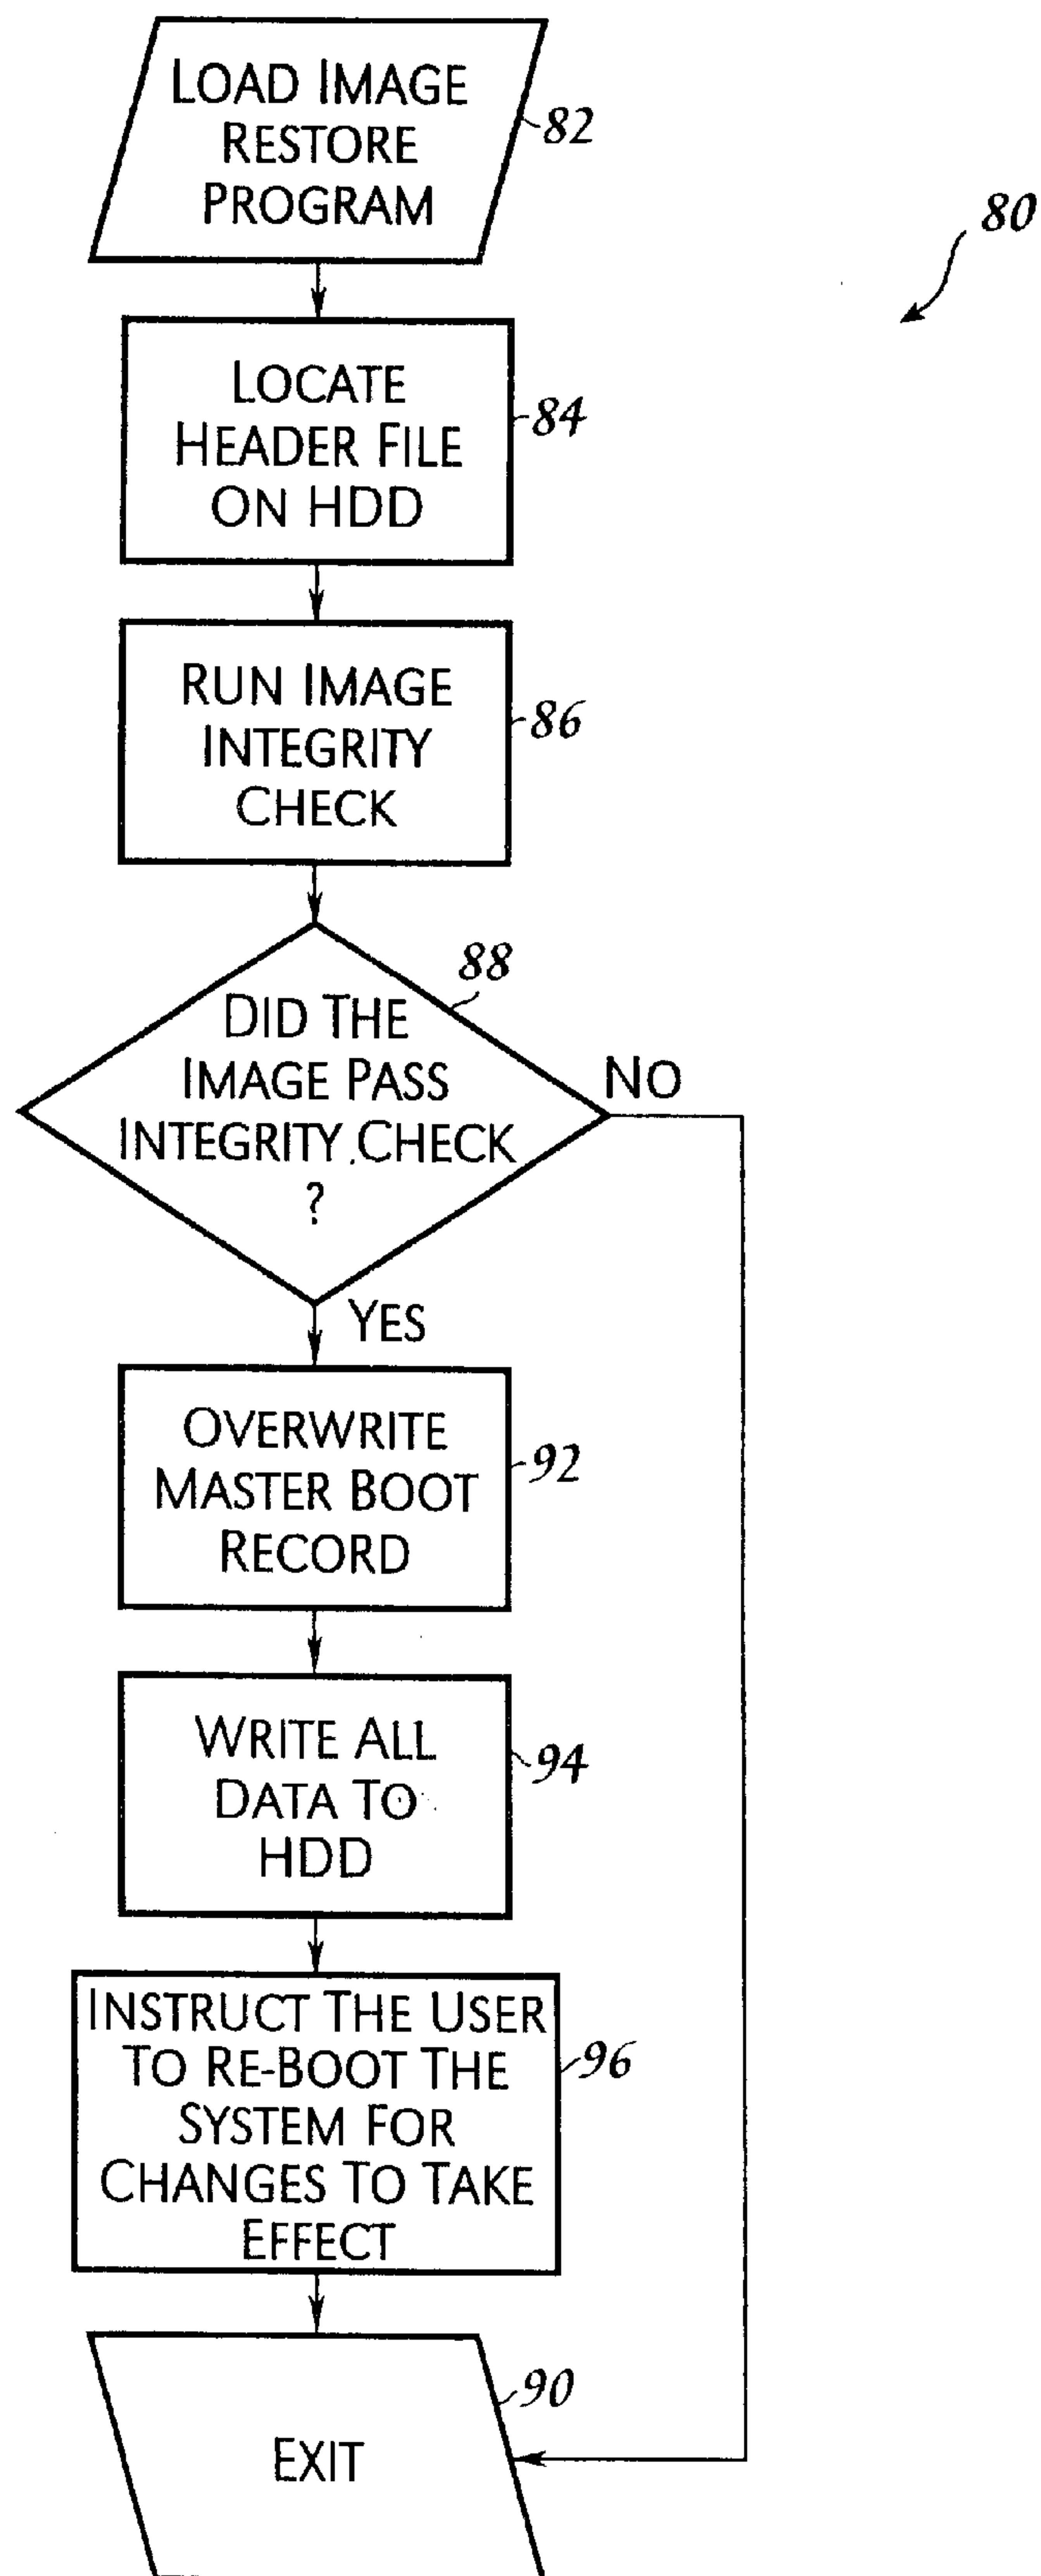 LOAD IMAGE
RESTORE
PROGRAM
82
80
LOCATE
HEADER FILE
ON HDD
84
RUN IMAGE
INTEGRITY
CHECK
86
88
DID THE
IMAGE PASS
INTEGRITY CHECK
?
NO
YES
OVERWRITE
MASTER BOOT
RECORD
92
WRITE ALL
DATA TO
HDD
94
INSTRUCT THE USER
TO RE-BOOT THE
SYSTEM FOR
CHANGES TO TAKE
EFFECT
96
EXIT
90